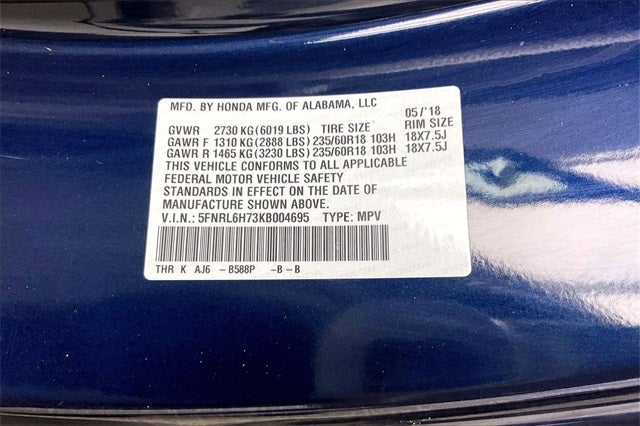 MFD. BY HONDA MFG. OF ALABAMA, LLC 05/'18
GVWR 2730 KG(6019 LBS) TIRE SIZE RIM SIZE
GAWR F 1310 KG(2888 LBS)235/60R18 103H 18X7.5J
GAWR R 1465 KG(3230 LBS)235/60R18 103H 18X7.5J
THIS VEHICLE CONFORMS TO ALL APPLICABLE
FEDERAL MOTOR VEHICLE SAFETY
STANDARDS IN EFFECT ON THE DATE OF
MANUFACTURE SHOWN ABOVE.
V.I.N.: 5FNRL6H73KB004695 TYPE: MPV
THR K AJ6 -B588P -B-B